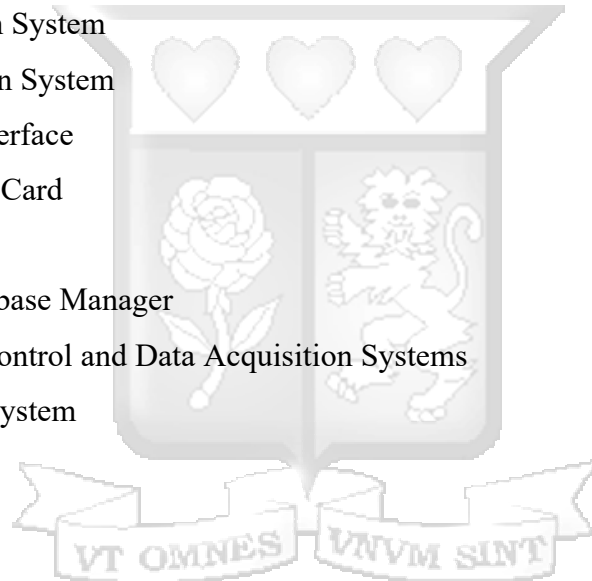 n System
n System
erface
Card

base Manager
ontrol and Data Acquisition Systems
ystem
VT OMNES VNVM SINT